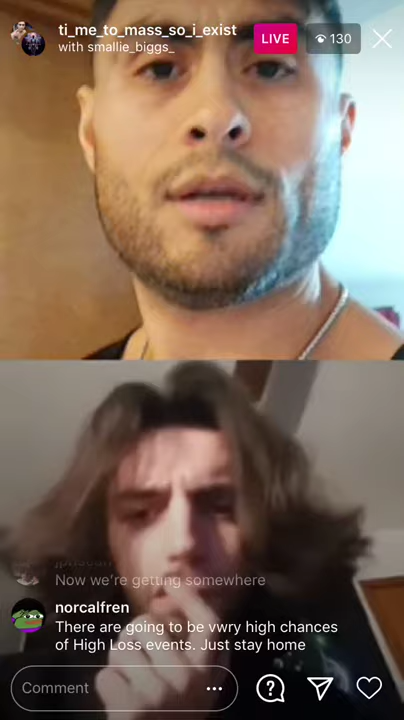 ti_me_to_mass_so_i_exist
with smallie_biggs_
LIVE
130
Now we're getting somewhere
norcalfren
There are going to be vwry high chances
of High Loss events. Just stay home
Comment